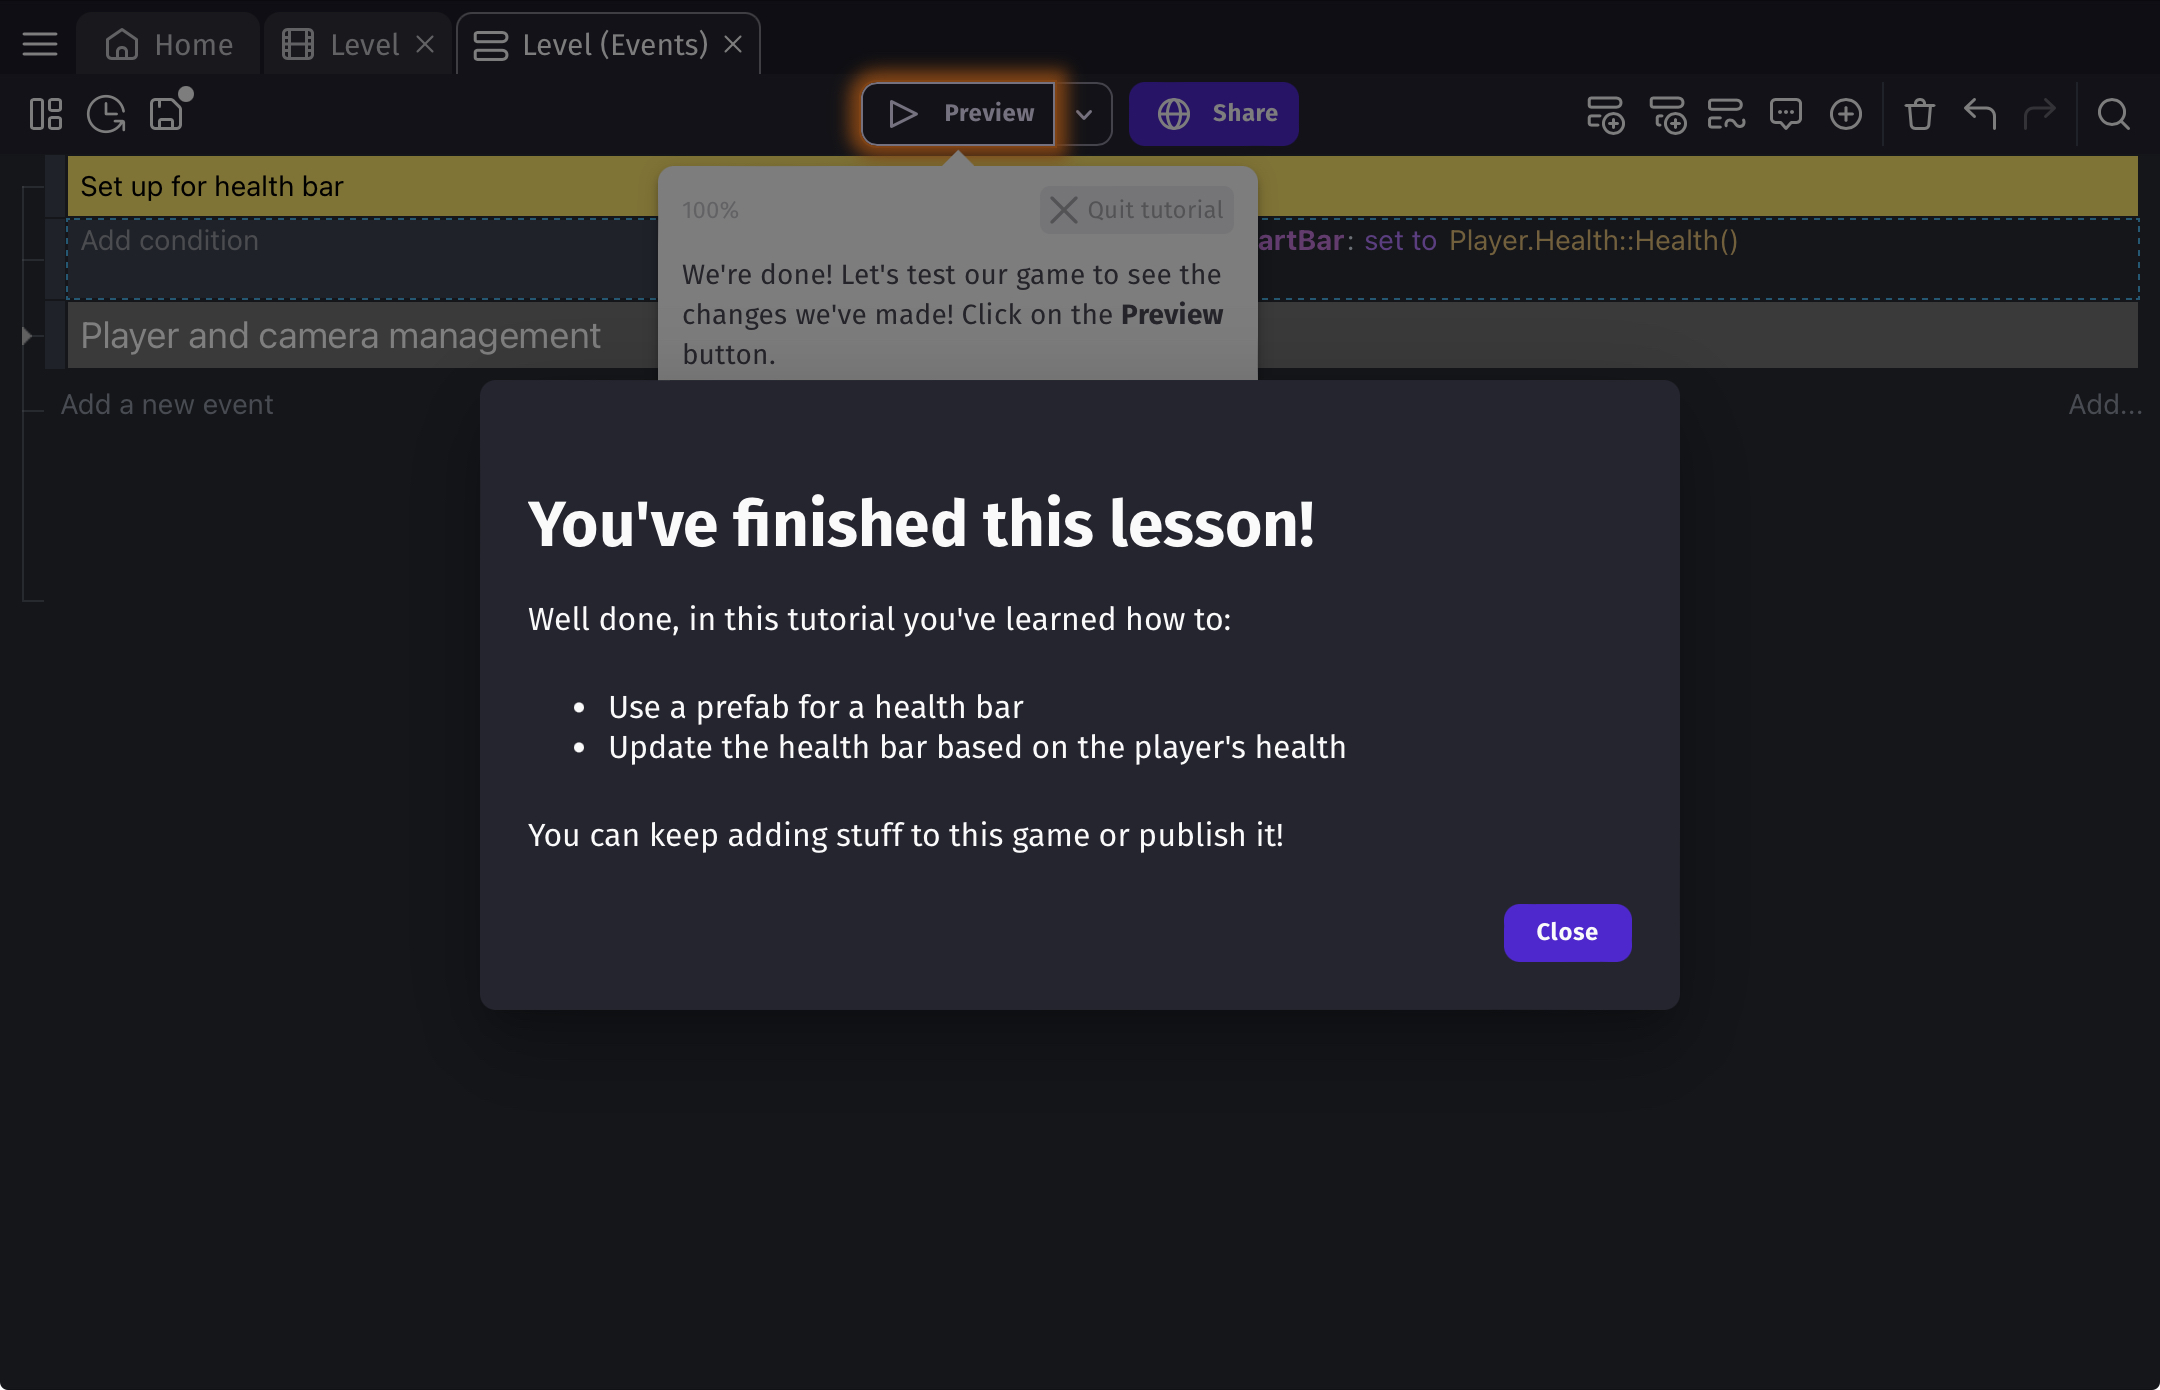 Home
Level
Level (Events)
Preview
Share
Set up for health bar
100%
Quit tutorial
Add condition
artBar: set to Player.Health::Health()
We're done! Let's test our game to see the
changes we've made! Click on the Preview
button.
Player and camera management
Add a new event
Add...
You've finished this lesson!
Well done, in this tutorial you've learned how to:
• Use a prefab for a health bar
• Update the health bar based on the player's health
You can keep adding stuff to this game or publish it!
Close